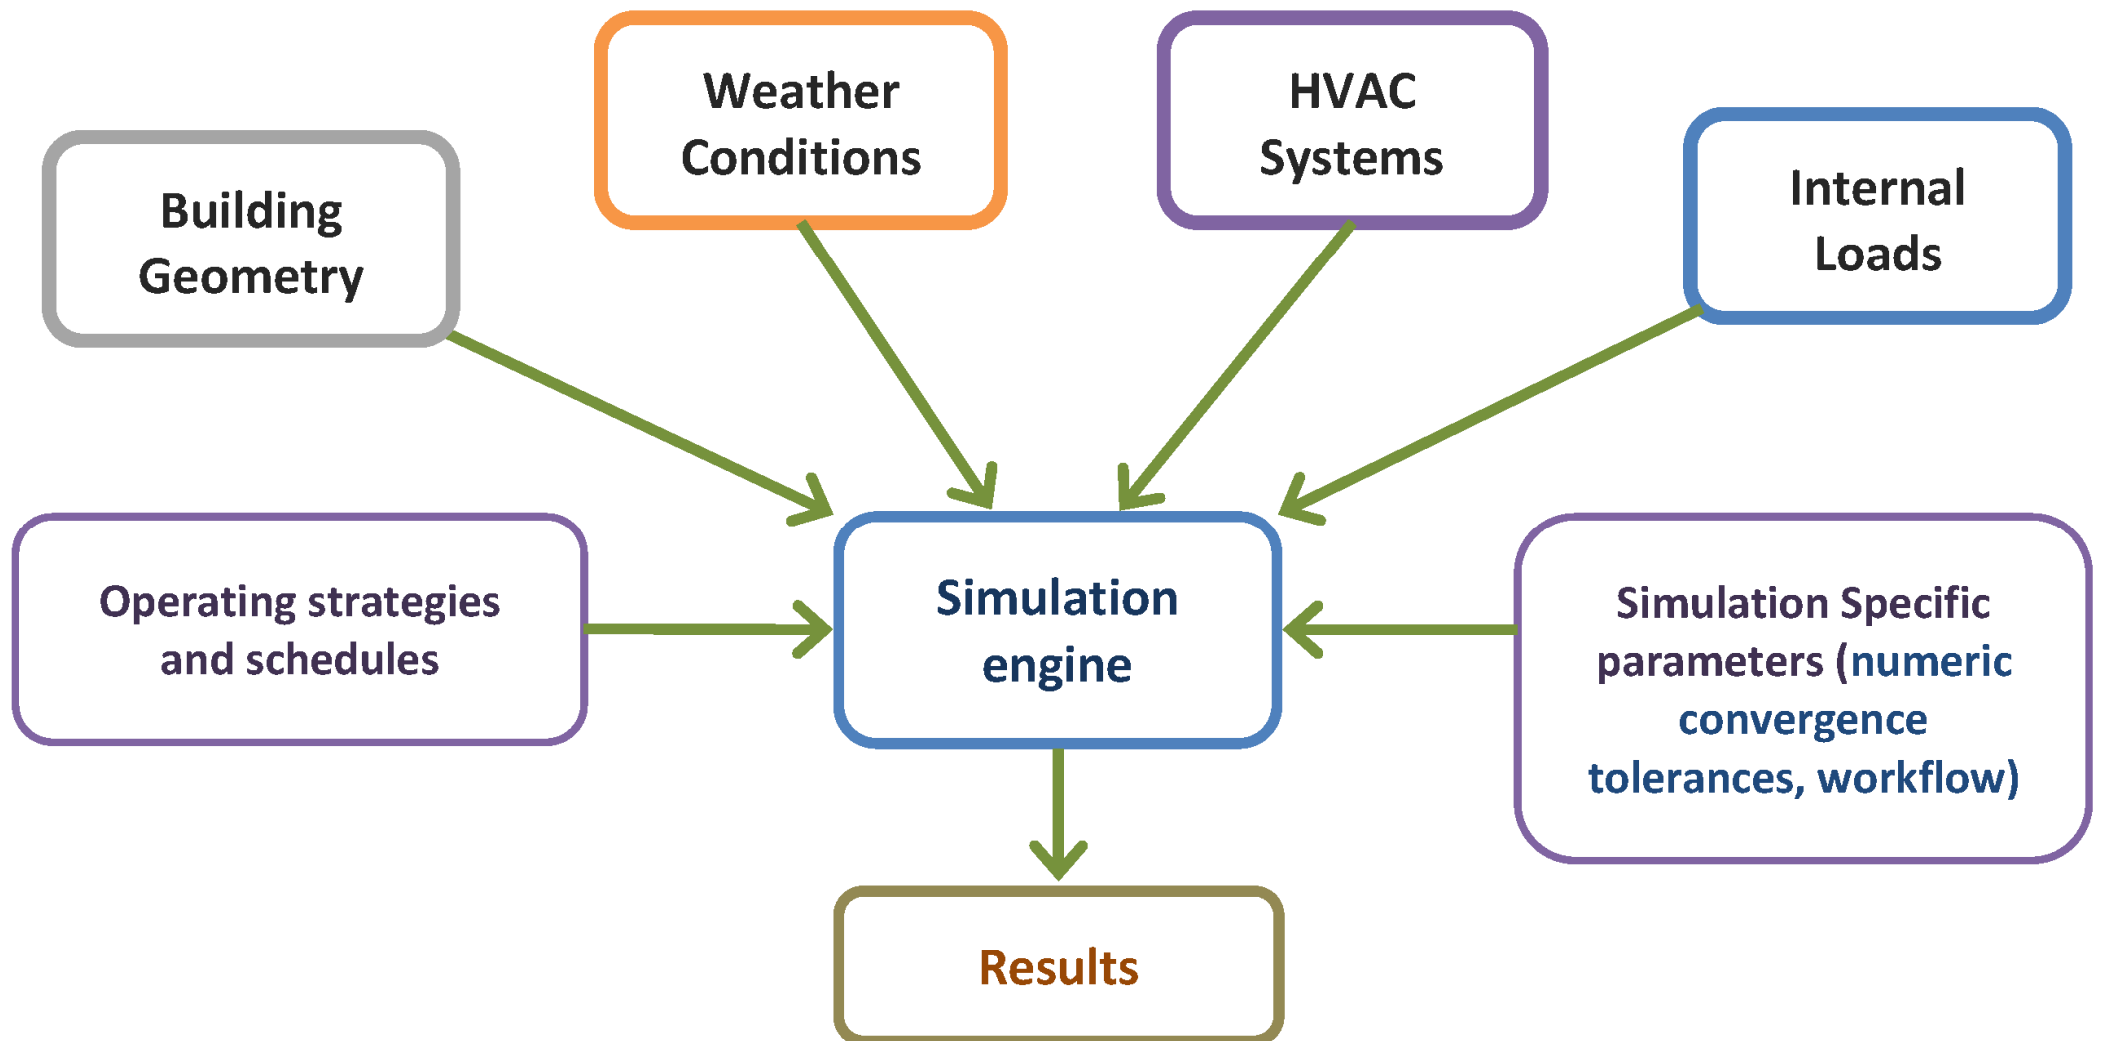 Weather
Conditions
HVAC
Systems
Building
Geometry
Internal
Loads
Operating strategies
and schedules
Simulation
engine
Simulation Specific
parameters (numeric
convergence
tolerances, workflow)
Results